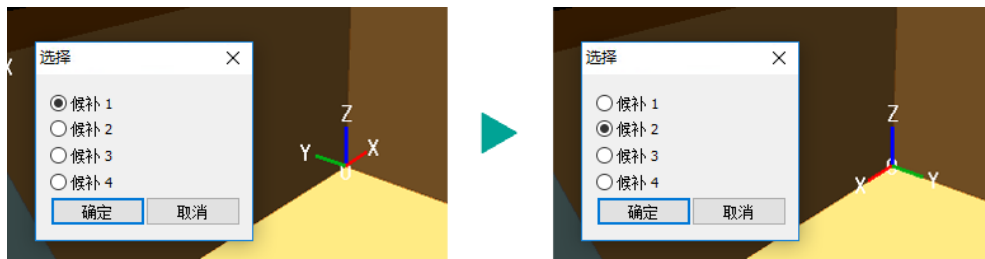 选择
候补 1
候补 2
候补 3
候补 4
确定 取消
X
Z
Y X
U
选择
候补 1
候补 2
候补 3
候补 4
确定 取消
Z
O
X Y